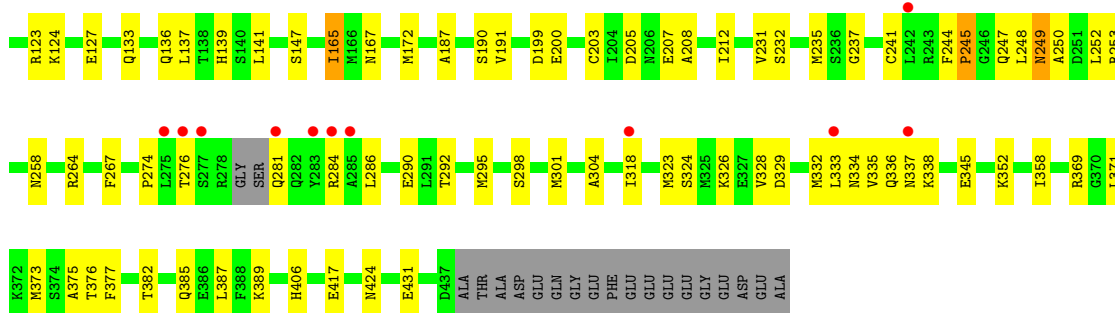 R123 K124 E127 Q133 Q136 L137 T138 H139 S140 L141 S147 I165 M166 N167 M172 A187 S190 V191 D199 E200 C203 I204 D205 N206 E207 A208 I212 V231 S232 M235 S236 G237 C241 L242 R243 F244 P245 G246 Q247 L248 N249 A250 D251 L252 R253
N258 R264 F267 P274 L275 T276 S277 R278 GLY SER Q281 Q282 Y283 R284 A285 L286 E290 L291 T292 M295 S298 M301 A304 I318 M323 S324 M325 K326 E327 V328 D329 M332 L333 N334 V335 Q336 N337 K338 E345 K352 I358 R369 G370 L371
K372 M373 S374 A375 T376 F377 T382 Q385 E386 L387 F388 K389 H406 E417 N424 E431 D437 ALA THR ALA ASP GLU GLN GLY GLU GLU PHE GLU GLU GLU GLU GLY GLU ASP GLU ALA